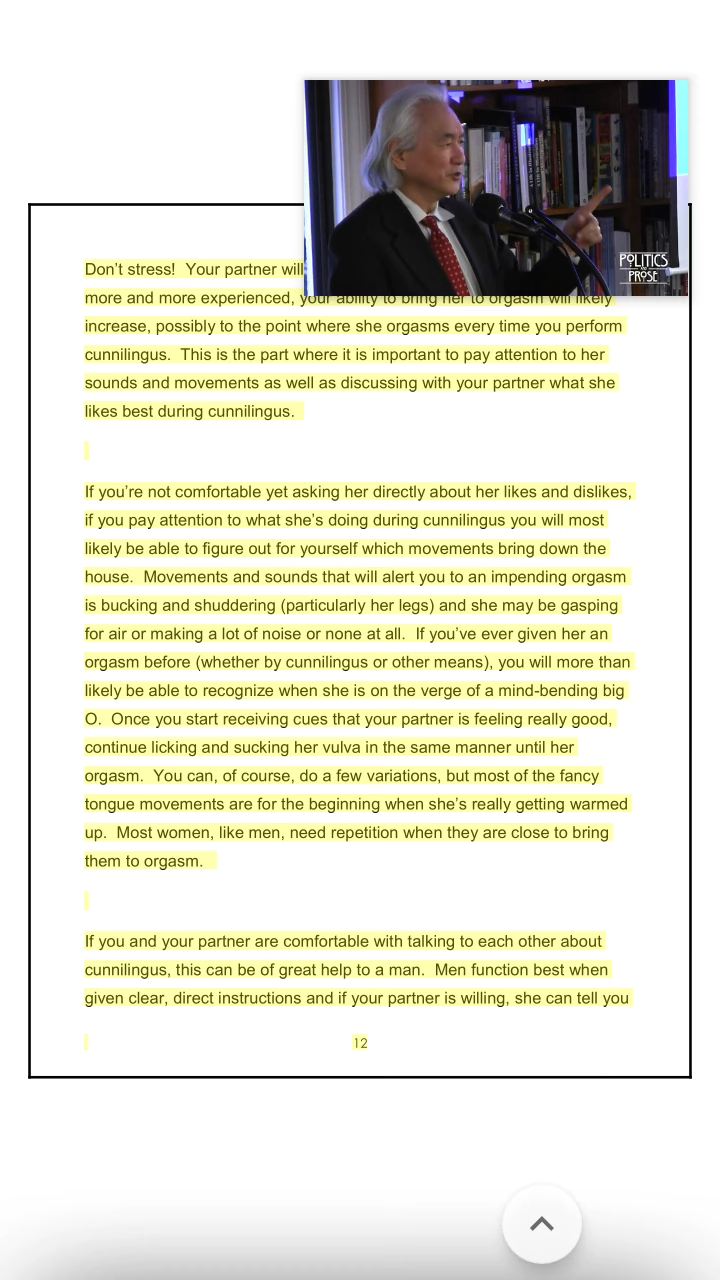 POLITICS
and
PROSE
Don't stress!  Your partner will
more and more experienced, your ability to bring her to orgasm will likely
increase, possibly to the point where she orgasms every time you perform
cunnilingus.  This is the part where it is important to pay attention to her
sounds and movements as well as discussing with your partner what she
likes best during cunnilingus.
If you're not comfortable yet asking her directly about her likes and dislikes,
if you pay attention to what she's doing during cunnilingus you will most
likely be able to figure out for yourself which movements bring down the
house.  Movements and sounds that will alert you to an impending orgasm
is bucking and shuddering (particularly her legs) and she may be gasping
for air or making a lot of noise or none at all.  If you've ever given her an
orgasm before (whether by cunnilingus or other means), you will more than
likely be able to recognize when she is on the verge of a mind-bending big
O.  Once you start receiving cues that your partner is feeling really good,
continue licking and sucking her vulva in the same manner until her
orgasm.  You can, of course, do a few variations, but most of the fancy
tongue movements are for the beginning when she's really getting warmed
up.  Most women, like men, need repetition when they are close to bring
them to orgasm.
If you and your partner are comfortable with talking to each other about
cunnilingus, this can be of great help to a man.  Men function best when
given clear, direct instructions and if your partner is willing, she can tell you
12